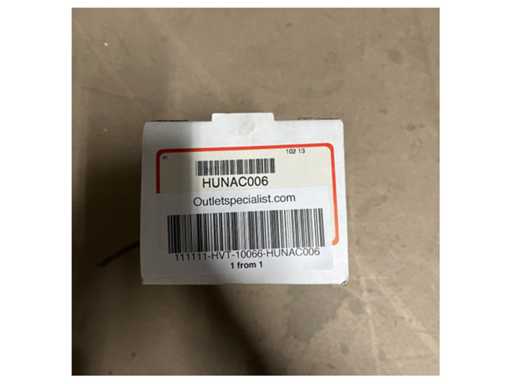 102 13
HUNAC006
Outletspecialist.com
111111-HVT-10066-HUNAC006
1 from 1